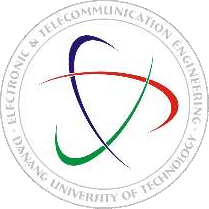 ELECTRONIC & TELECOMMUNICATION ENGINEERING
· DANANG UNIVERSITY OF TECHNOLOGY ·